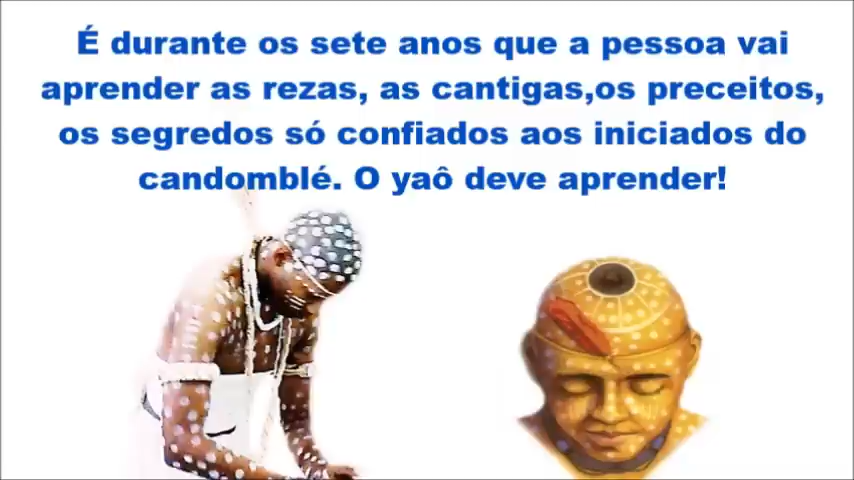 É durante os sete anos que a pessoa vai
aprender as rezas, as cantigas,os preceitos,
os segredos só confiados aos iniciados do
candomblé. O yaô deve aprender!